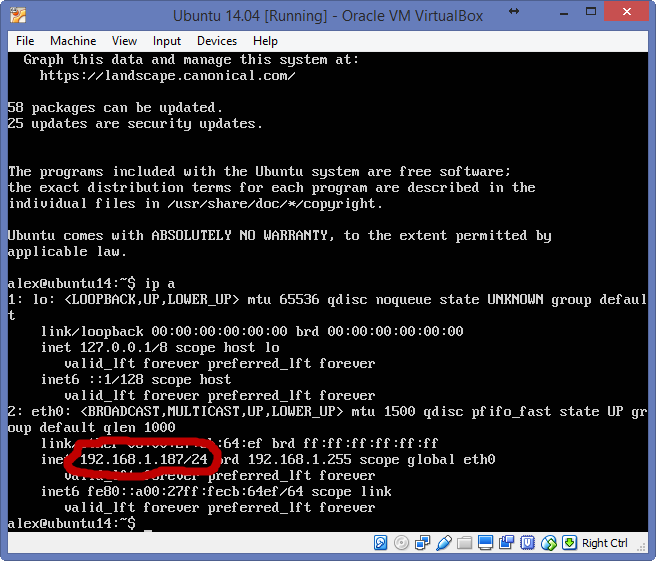 Ubuntu 14.04 [Running] - Oracle VM VirtualBox
File Machine View Input Devices Help
Graph this data and manage this system at:
https://landscape.canonical.com/
58 packages can be updated.
25 updates are security updates.
The programs included with the Ubuntu system are free software;
the exact distribution terms for each program are described in the
individual files in /usr/share/doc/*/copyright.
Ubuntu comes with ABSOLUTELY NO WARRANTY, to the extent permitted by
applicable law.
alex@ubuntu14:~$ ip a
1: lo: <LOOPBACK,UP,LOWER_UP> mtu 65536 qdisc noqueue state UNKNOWN group defaul
t
link/loopback 00:00:00:00:00:00 brd 00:00:00:00:00:00
inet 127.0.0.1/8 scope host lo
valid_lft forever preferred_lft forever
inet6 ::1/128 scope host
valid_lft forever preferred_lft forever
2: eth0: <BROADCAST,MULTICAST,UP,LOWER_UP> mtu 1500 qdisc pfifo_fast state UP gr
oup default qlen 1000
:64:ef brd ff:ff:ff:ff:ff:ff
inet 192.168.1.187/24 brd 192.168.1.255 scope global eth0
valid_lft forever preferred_lft forever
inet6 fe80::a00:27ff:fecb:64ef/64 scope link
valid_lft forever preferred_lft forever
alex@ubuntu14:~$ _
Right Ctrl